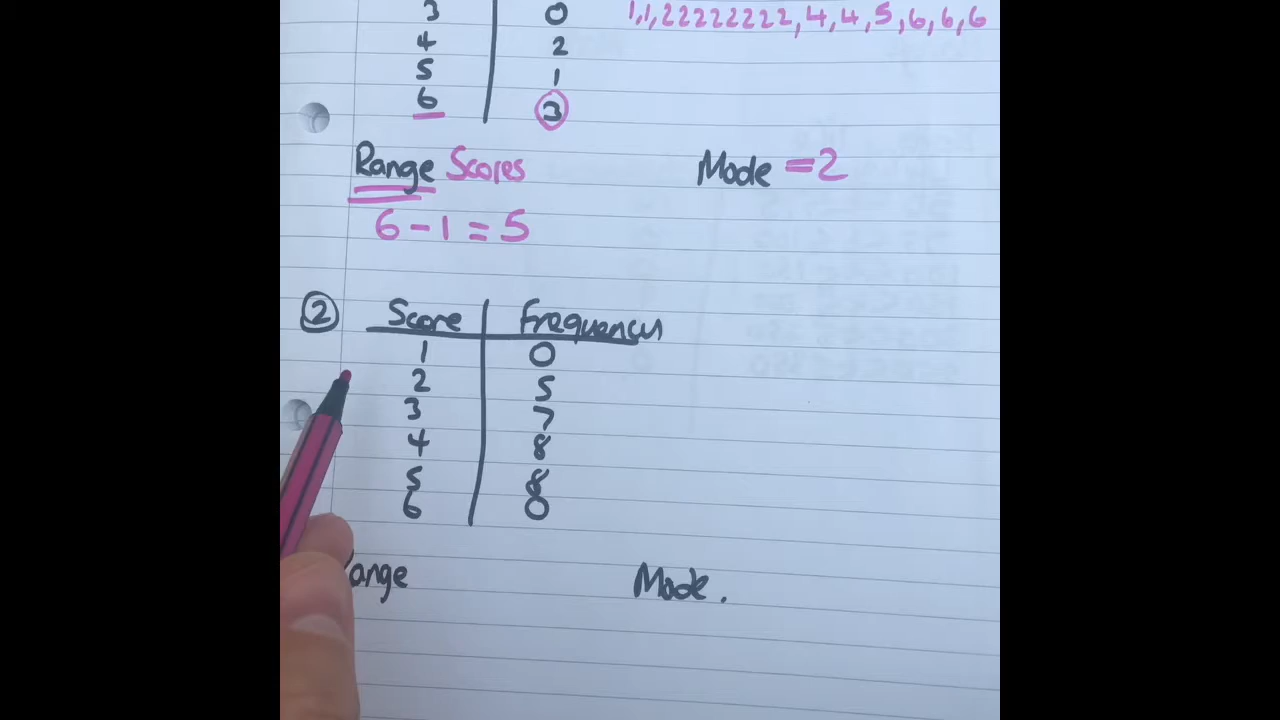 3 0 1,1,22222222,4,4,5,6,6,6
4 2
5 1
6 3
Range Scores Mode = 2
6 - 1 = 5
2 Score Frequency
1 0
2 5
3 7
4 8
5 8
6 0
ange Mode.